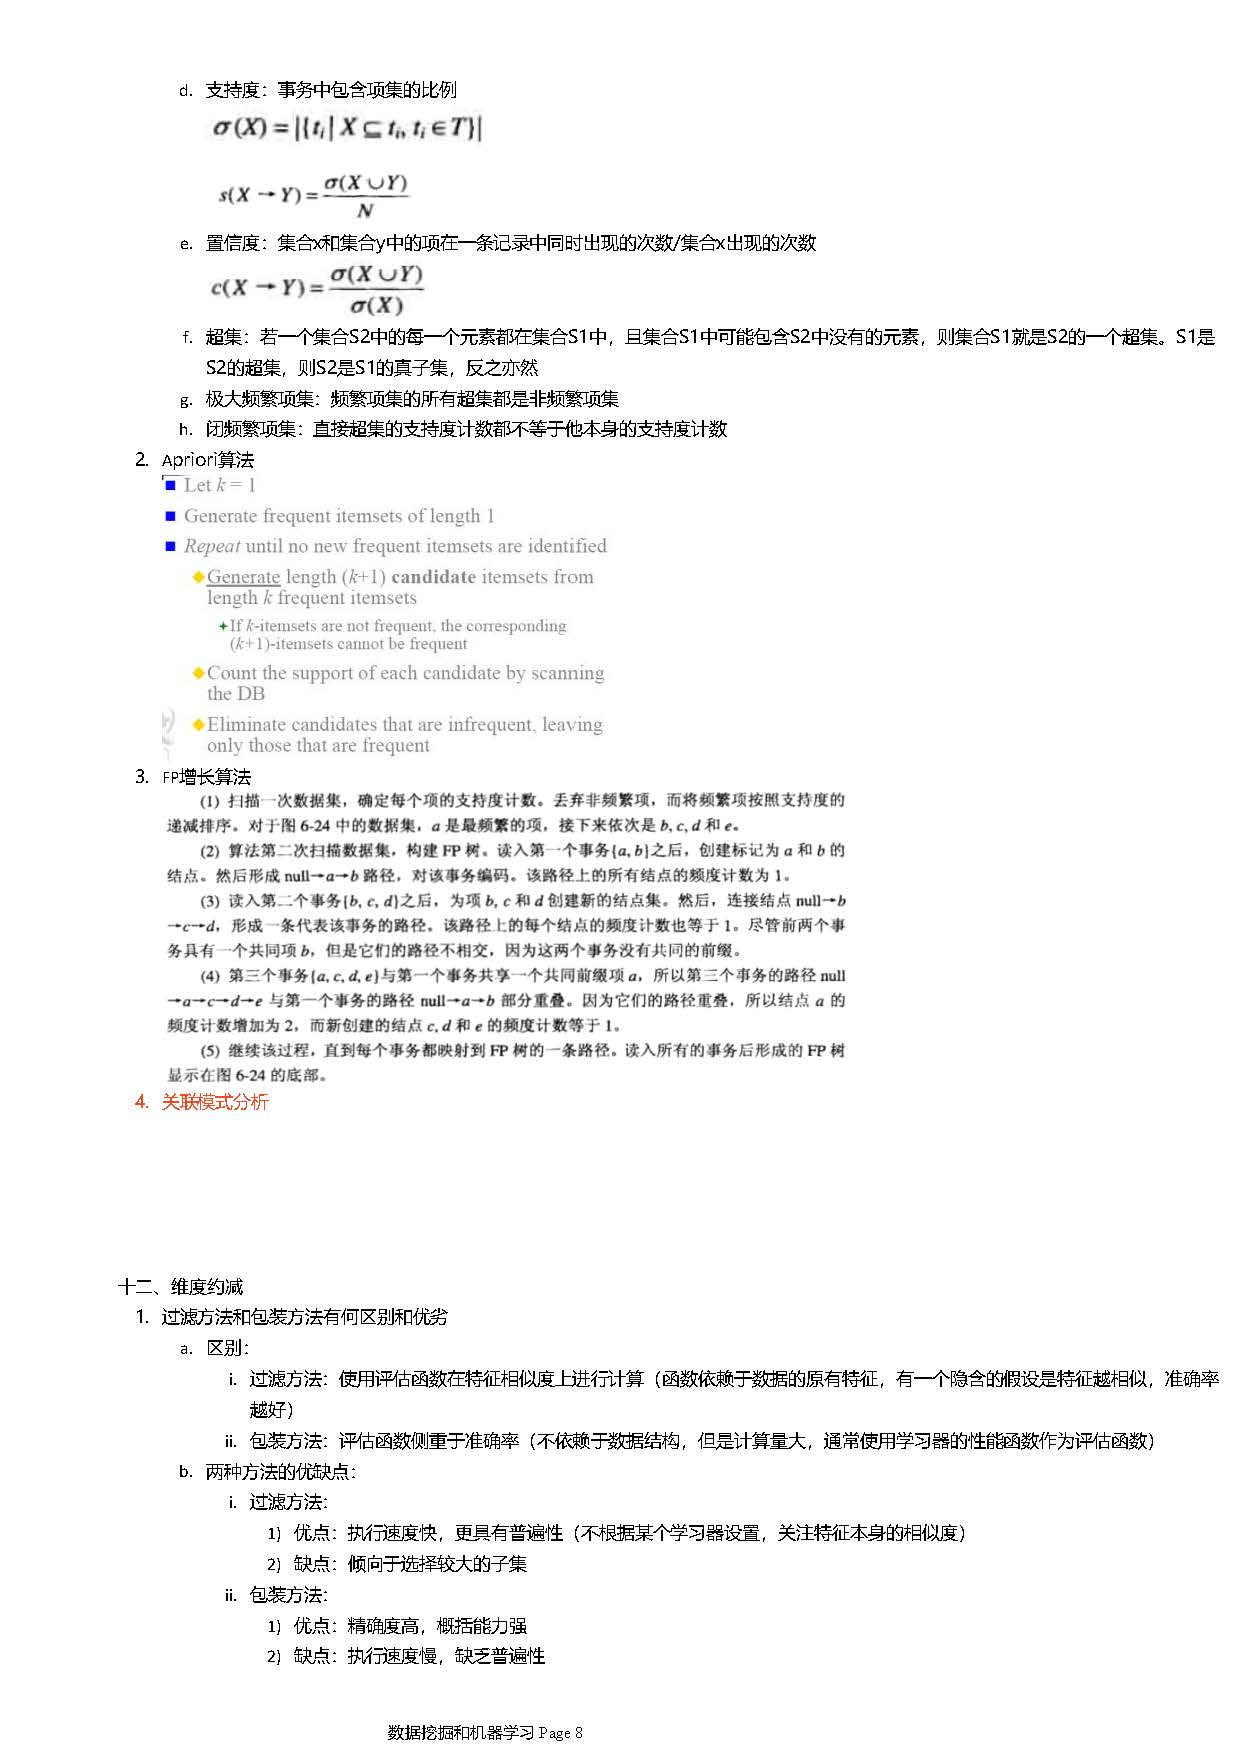 d. 支持度：事务中包含项集的比例
σ(X) = |{tᵢ | X ⊆ tᵢ, tᵢ ∈ T}|
s(X → Y) = σ(X ∪ Y) / N
e. 置信度：集合x和集合y中的项在一条记录中同时出现的次数/集合x出现的次数
c(X → Y) = σ(X ∪ Y) / σ(X)
f. 超集：若一个集合S2中的每一个元素都在集合S1中，且集合S1中可能包含S2中没有的元素，则集合S1就是S2的一个超集。S1是
S2的超集，则S2是S1的真子集，反之亦然
g. 极大频繁项集：频繁项集的所有超集都是非频繁项集
h. 闭频繁项集：直接超集的支持度计数都不等于他本身的支持度计数
2. Apriori算法
■ Let k = 1
■ Generate frequent itemsets of length 1
■ Repeat until no new frequent itemsets are identified
◆Generate length (k+1) candidate itemsets from
length k frequent itemsets
✦If k-itemsets are not frequent, the corresponding
(k+1)-itemsets cannot be frequent
◆Count the support of each candidate by scanning
the DB
◆Eliminate candidates that are infrequent, leaving
only those that are frequent
3. FP增长算法
(1) 扫描一次数据集，确定每个项的支持度计数。丢弃非频繁项，而将频繁项按照支持度的
递减排序。对于图 6-24 中的数据集，a 是最频繁的项，接下来依次是 b, c, d 和 e。
(2) 算法第二次扫描数据集，构建 FP 树。读入第一个事务{a, b}之后，创建标记为 a 和 b 的
结点。然后形成 null→a→b 路径，对该事务编码。该路径上的所有结点的频度计数为 1。
(3) 读入第二个事务{b, c, d}之后，为项 b, c 和 d 创建新的结点集。然后，连接结点 null→b
→c→d，形成一条代表该事务的路径。该路径上的每个结点的频度计数也等于 1。尽管前两个事
务具有一个共同项 b，但是它们的路径不相交，因为这两个事务没有共同的前缀。
(4) 第三个事务{a, c, d, e}与第一个事务共享一个共同前缀项 a，所以第三个事务的路径 null
→a→c→d→e 与第一个事务的路径 null→a→b 部分重叠。因为它们的路径重叠，所以结点 a 的
频度计数增加为 2，而新创建的结点 c, d 和 e 的频度计数等于 1。
(5) 继续该过程，直到每个事务都映射到 FP 树的一条路径。读入所有的事务后形成的 FP 树
显示在图 6-24 的底部。
4. 关联模式分析
十二、维度约减
1. 过滤方法和包装方法有何区别和优劣
a. 区别：
i. 过滤方法：使用评估函数在特征相似度上进行计算（函数依赖于数据的原有特征，有一个隐含的假设是特征越相似，准确率
越好）
ii. 包装方法：评估函数侧重于准确率（不依赖于数据结构，但是计算量大，通常使用学习器的性能函数作为评估函数）
b. 两种方法的优缺点：
i. 过滤方法：
1) 优点：执行速度快，更具有普遍性（不根据某个学习器设置，关注特征本身的相似度）
2) 缺点：倾向于选择较大的子集
ii. 包装方法：
1) 优点：精确度高，概括能力强
2) 缺点：执行速度慢，缺乏普遍性
数据挖掘和机器学习 Page 8